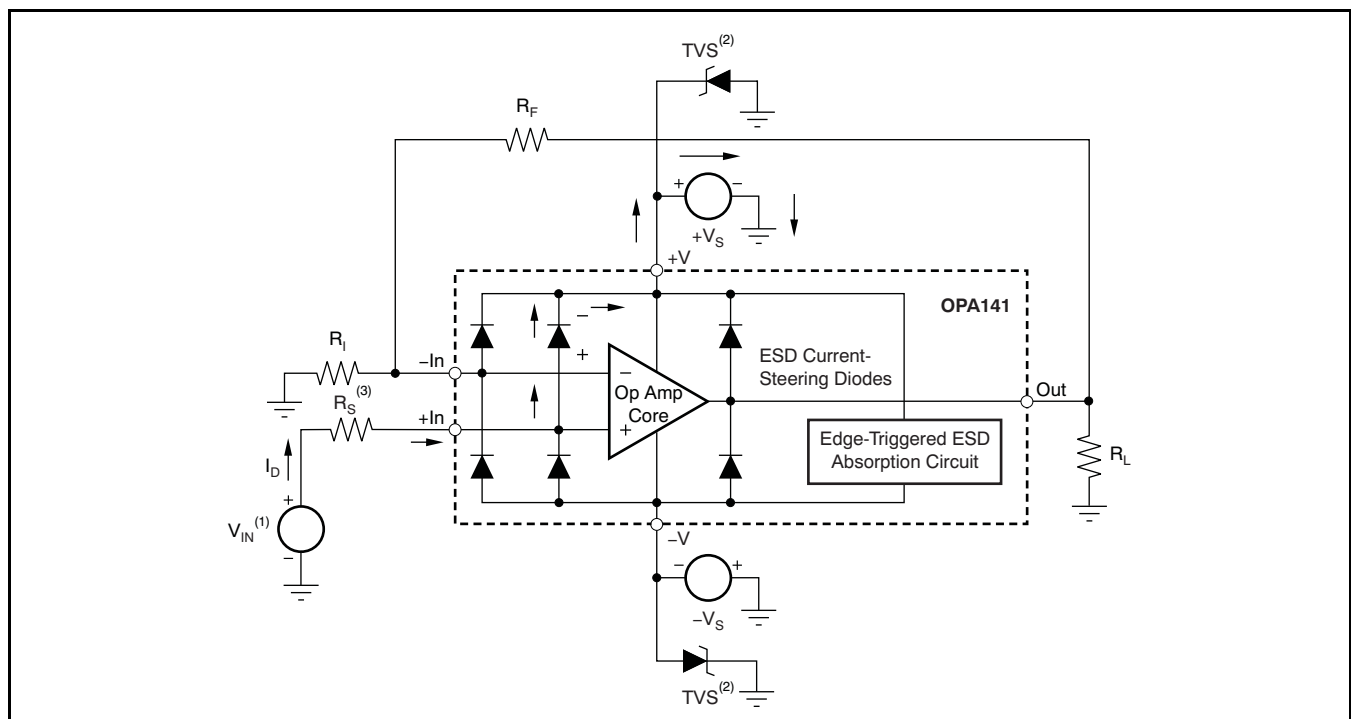 TVS(2)
RF
+ −
+VS
+V
OPA141
RI
−In
−
+
−
Op Amp
Core
+
ESD Current-
Steering Diodes
Out
RS(3)
+In
Edge-Triggered ESD
Absorption Circuit
RL
ID
+
VIN(1)
−
−V
− +
−VS
TVS(2)